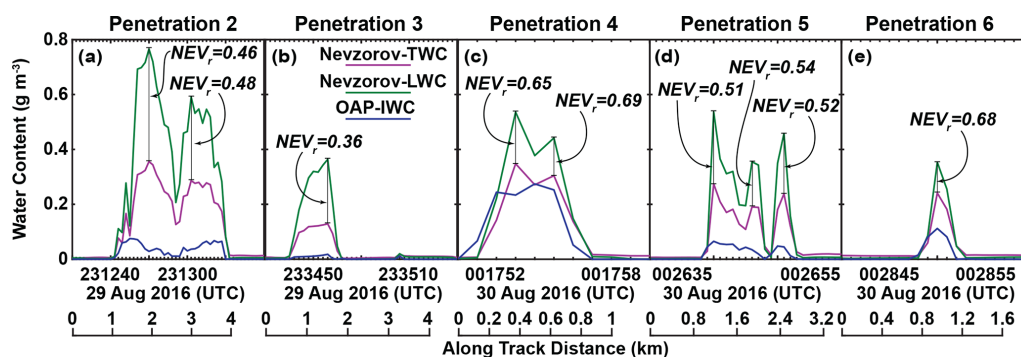 Penetration 2 Penetration 3 Penetration 4 Penetration 5 Penetration 6
Water Content (g m⁻³)
0.8
0.6
0.4
0.2
0
(a)
NEVr=0.46
NEVr=0.48
(b)
Nevzorov-TWC
Nevzorov-LWC
OAP-IWC
NEVr=0.36
(c)
NEVr=0.65
NEVr=0.69
(d)
NEVr=0.54
NEVr=0.51
NEVr=0.52
(e)
NEVr=0.68
231240 231300 233450 233510 001752 001758 002635 002655 002845 002855
29 Aug 2016 (UTC) 29 Aug 2016 (UTC) 30 Aug 2016 (UTC) 30 Aug 2016 (UTC) 30 Aug 2016 (UTC)
0 1 2 3 4 0 1 2 3 4 0 0.2 0.4 0.6 0.8 1 0 0.6 1.2 2 2.6 3.2 0 0.4 0.8 1.2 1.6
Along Track Distance (km)